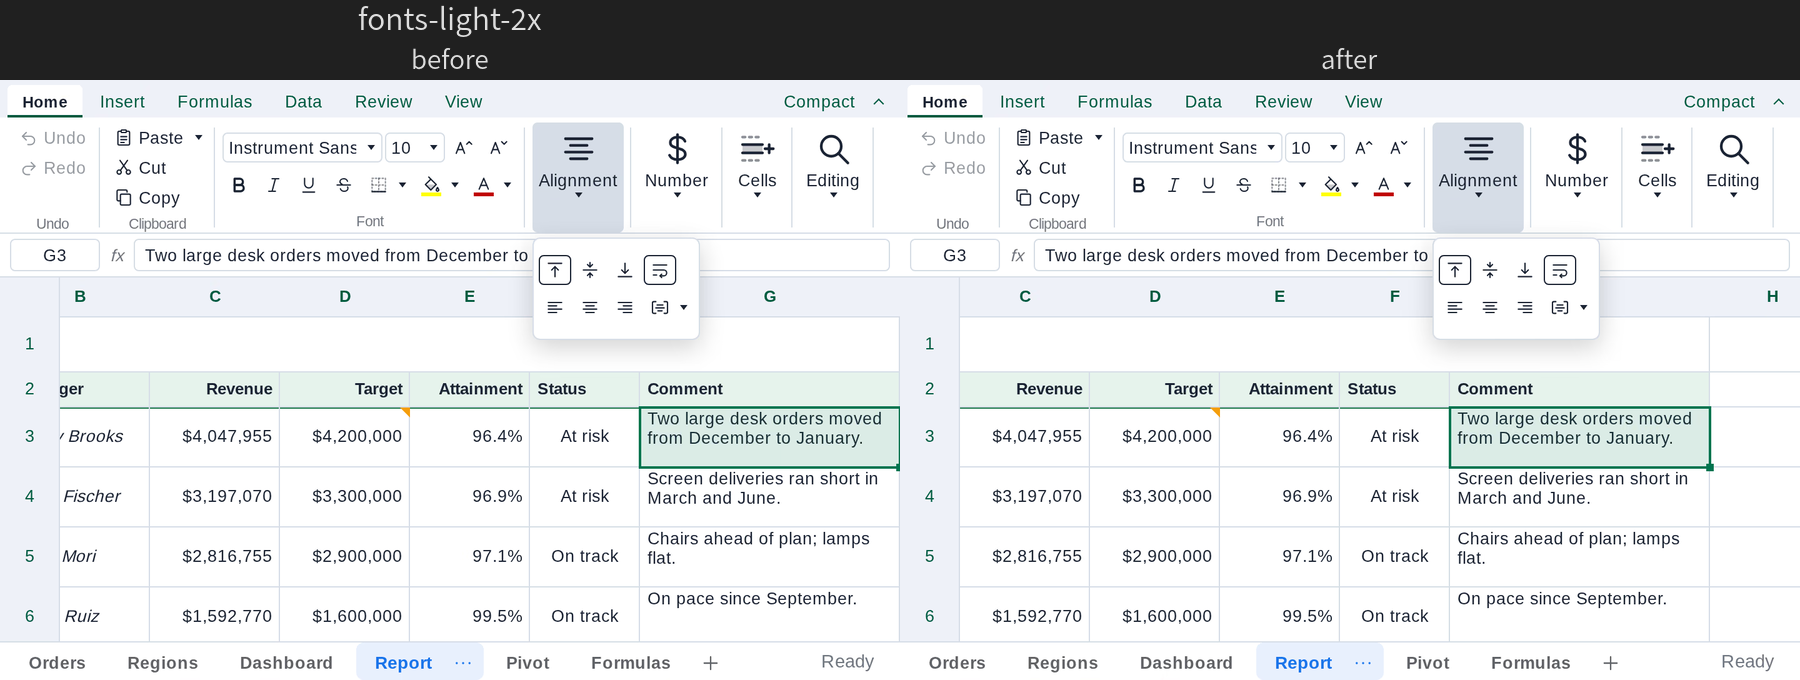 fonts-light-2x
before
after
Home Insert Formulas Data Review View Compact
Undo Redo
Paste Cut Copy
Instrument Sans 10
B I U S A
Alignment Number Cells Editing
Undo Clipboard Font
G3 fx Two large desk orders moved from December to
B C D E G
1
2 ger Revenue Target Attainment Status Comment
3 Brooks $4,047,955 $4,200,000 96.4% At risk Two large desk orders moved
from December to January.
4 Fischer $3,197,070 $3,300,000 96.9% At risk Screen deliveries ran short in
March and June.
5 Mori $2,816,755 $2,900,000 97.1% On track Chairs ahead of plan; lamps
flat.
6 Ruiz $1,592,770 $1,600,000 99.5% On track On pace since September.
Orders Regions Dashboard Report ··· Pivot Formulas + Ready
Home Insert Formulas Data Review View Compact
Undo Redo
Paste Cut Copy
Instrument Sans 10
B I U S A
Alignment Number Cells Editing
Undo Clipboard Font
G3 fx Two large desk orders moved from December to
C D E F H
1
2 Revenue Target Attainment Status Comment
3 $4,047,955 $4,200,000 96.4% At risk Two large desk orders moved
from December to January.
4 $3,197,070 $3,300,000 96.9% At risk Screen deliveries ran short in
March and June.
5 $2,816,755 $2,900,000 97.1% On track Chairs ahead of plan; lamps
flat.
6 $1,592,770 $1,600,000 99.5% On track On pace since September.
Orders Regions Dashboard Report ··· Pivot Formulas + Ready